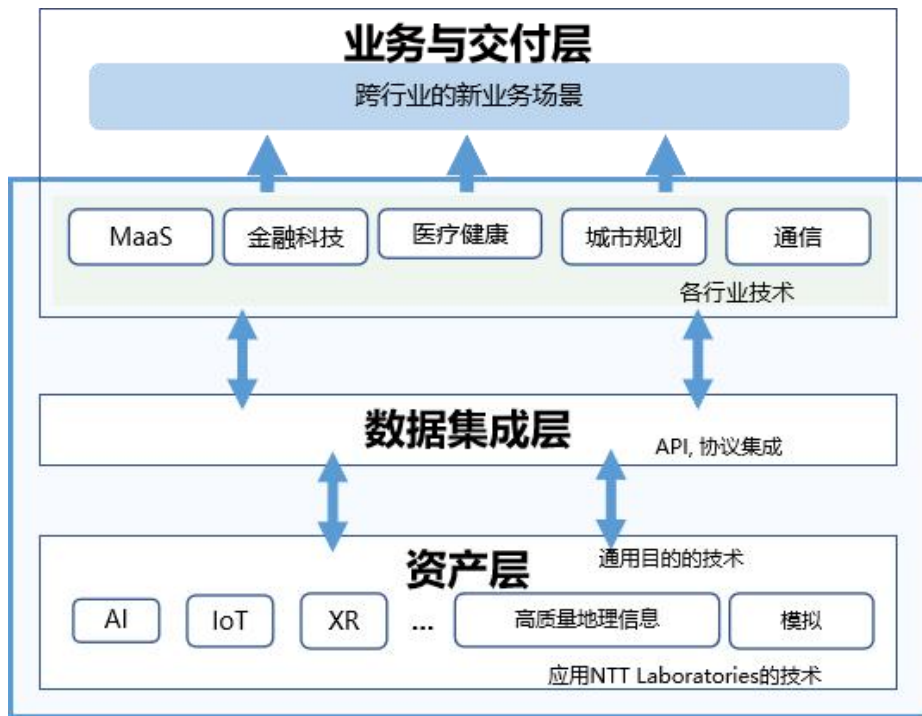 业务与交付层
跨行业的新业务场景
MaaS
金融科技
医疗健康
城市规划
通信
各行业技术
数据集成层
API, 协议集成
资产层
通用目的的技术
AI
IoT
XR
...
高质量地理信息
模拟
应用NTT Laboratories的技术